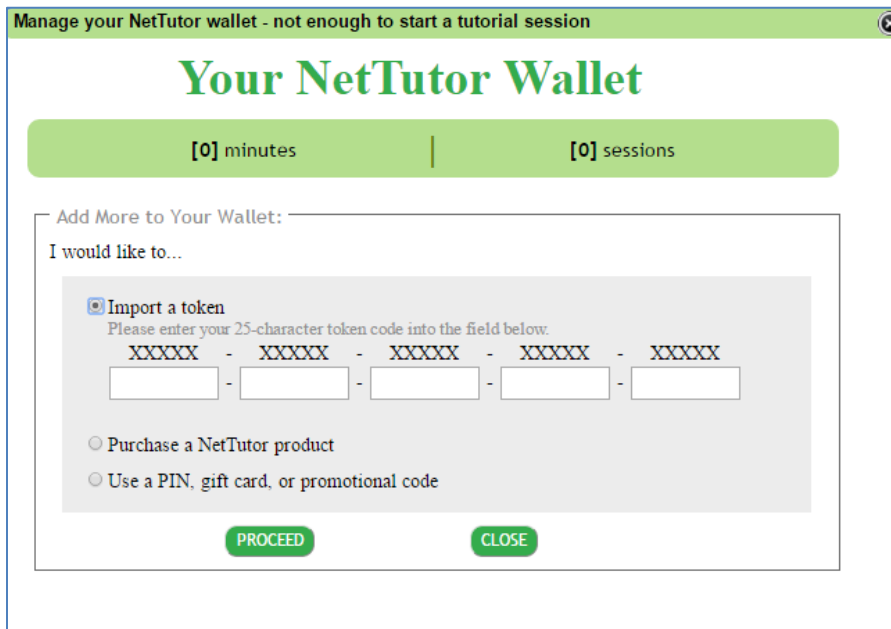 Manage your NetTutor wallet - not enough to start a tutorial session
Your NetTutor Wallet
[0] minutes | [0] sessions
Add More to Your Wallet:
I would like to...
Import a token
Please enter your 25-character token code into the field below.
XXXXX - XXXXX - XXXXX - XXXXX - XXXXX
- - - -
Purchase a NetTutor product
Use a PIN, gift card, or promotional code
PROCEED CLOSE